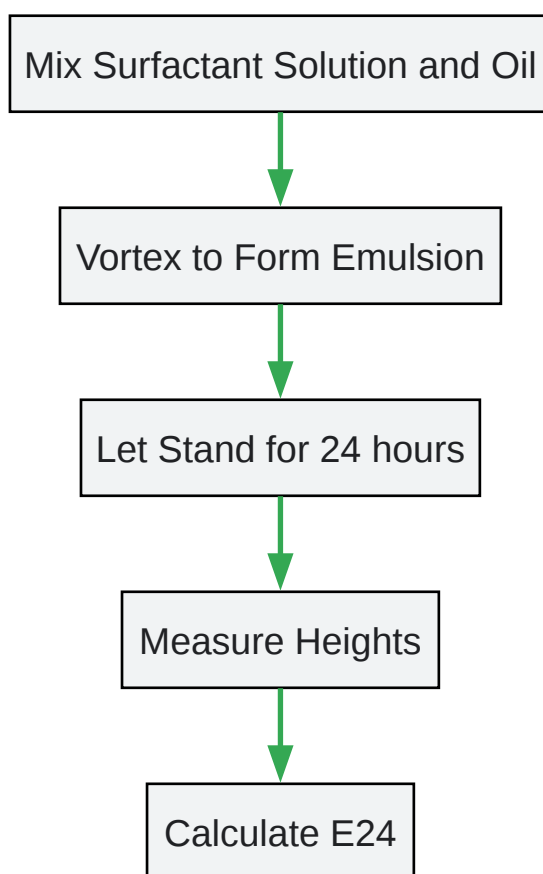 Mix Surfactant Solution and Oil
Vortex to Form Emulsion
Let Stand for 24 hours
Measure Heights
Calculate E24